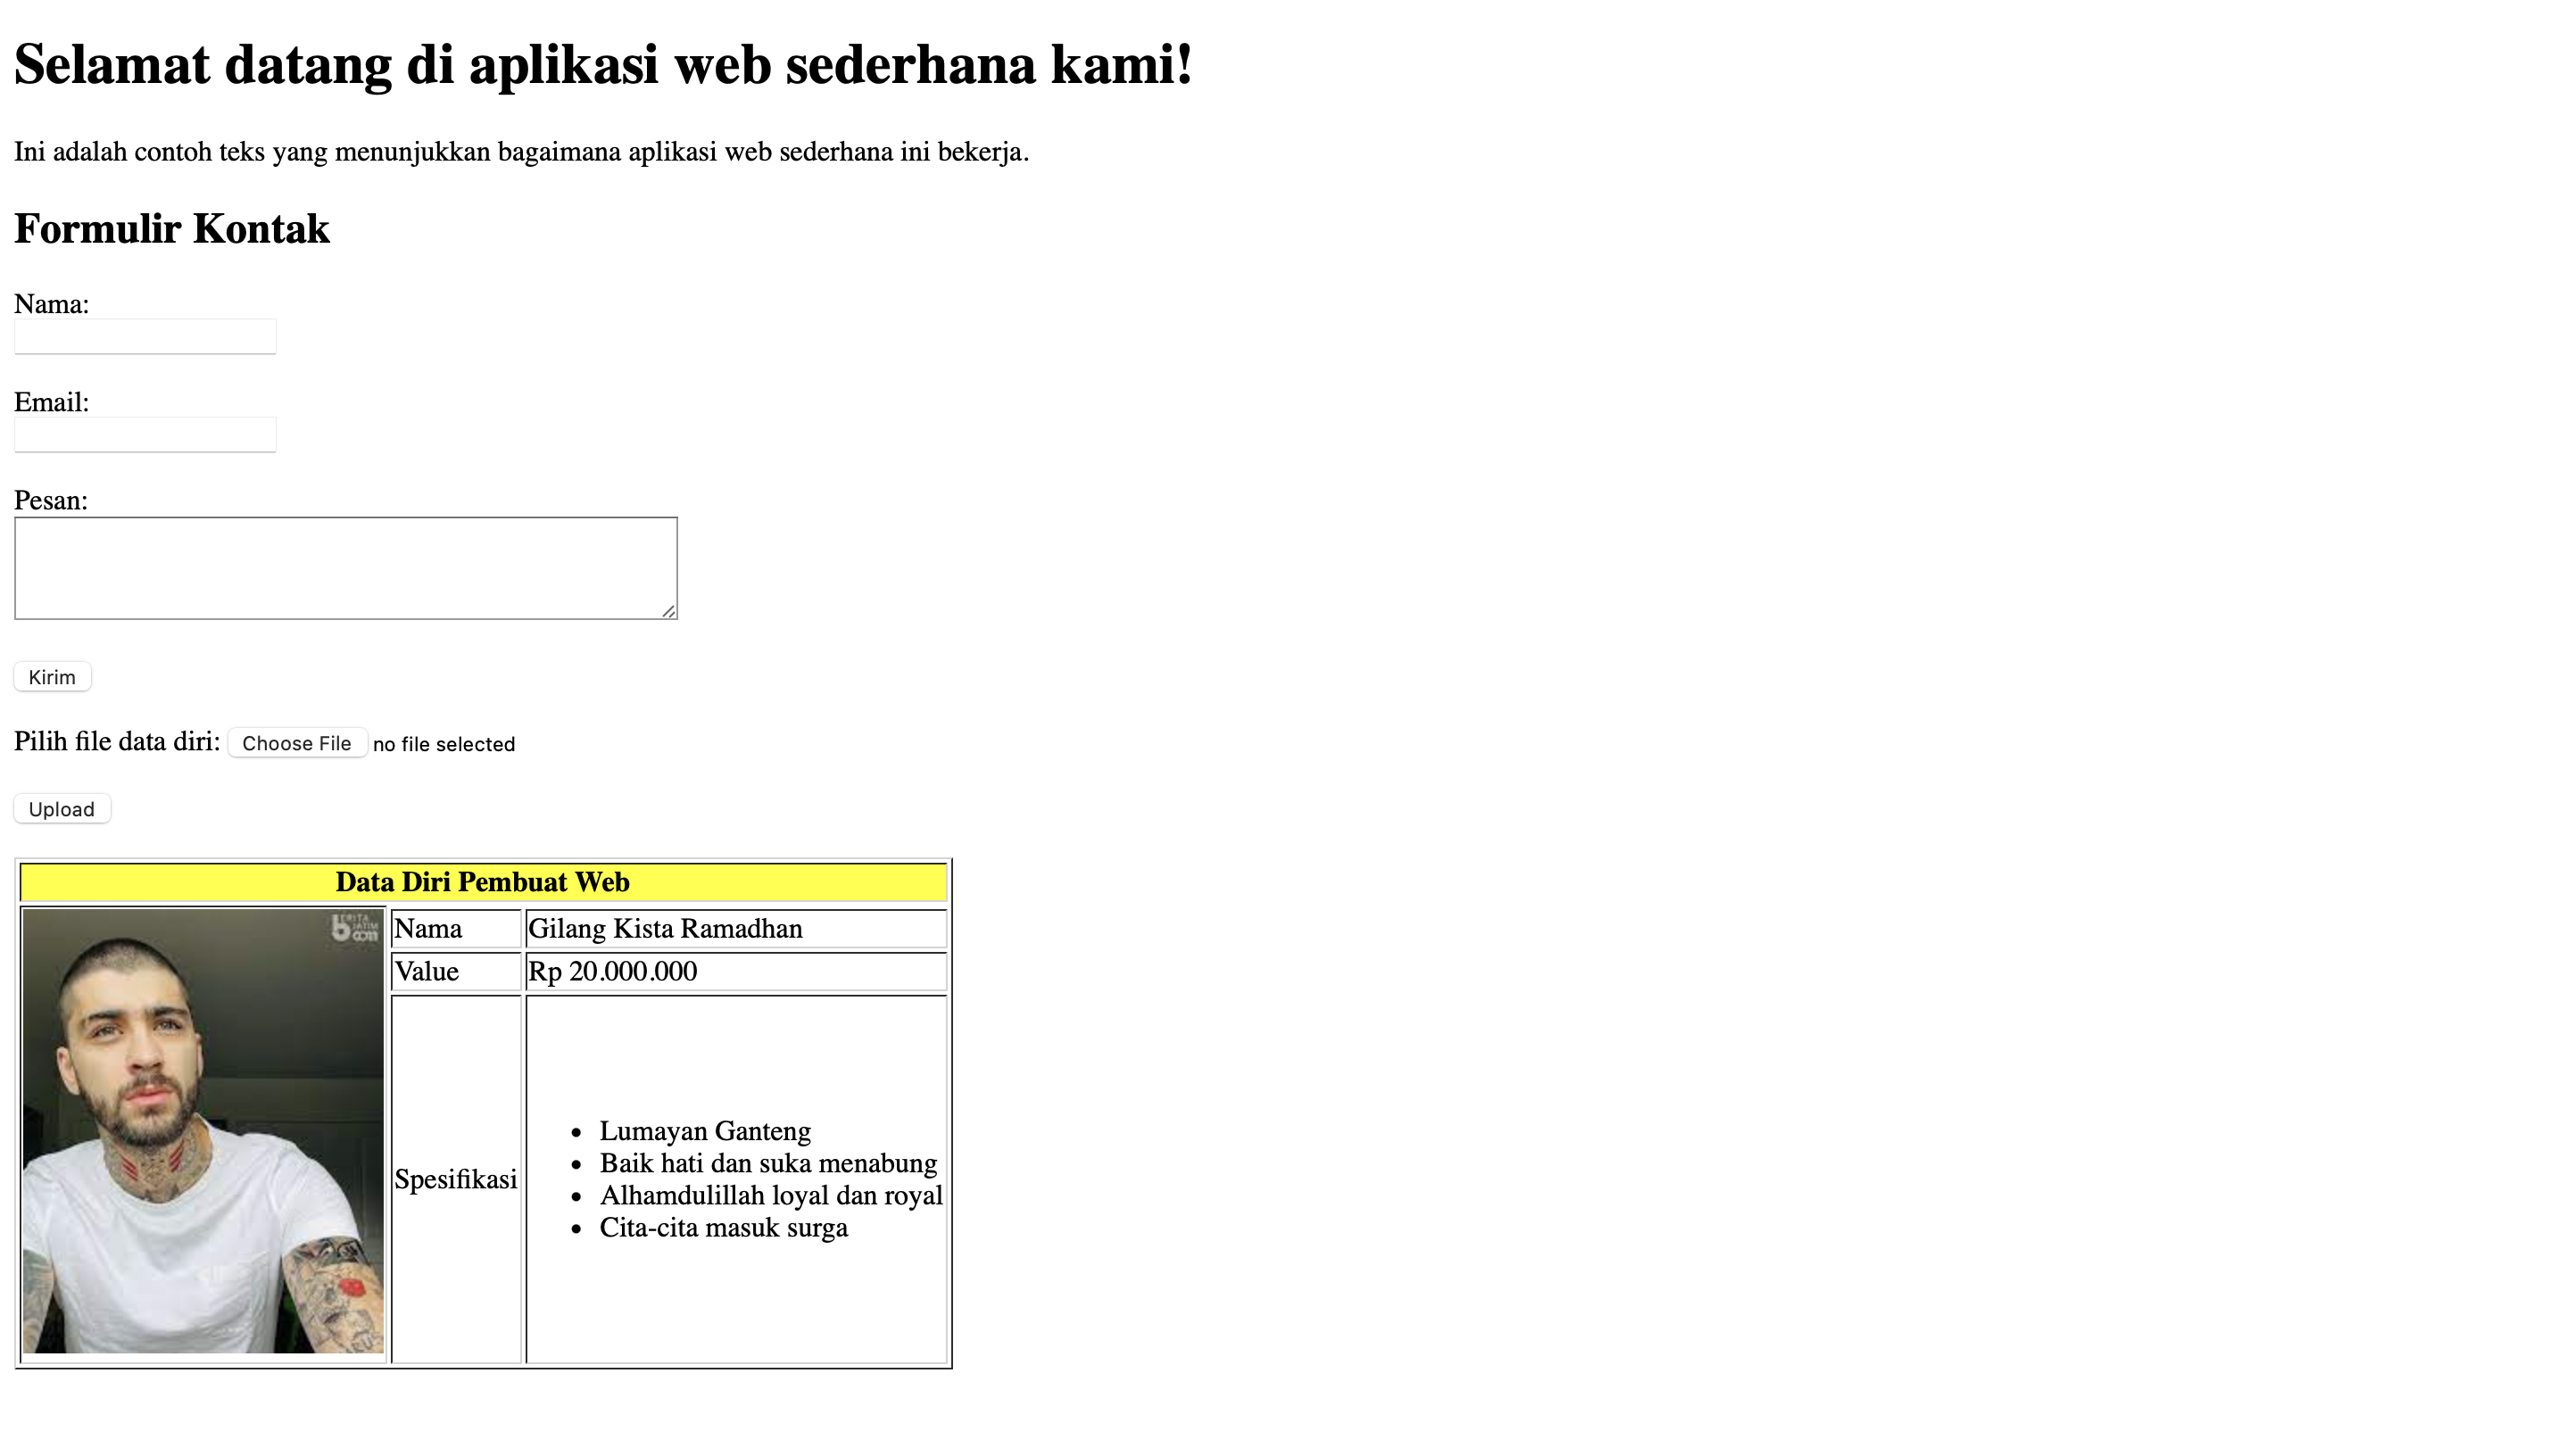 Selamat datang di aplikasi web sederhana kami!
Ini adalah contoh teks yang menunjukkan bagaimana aplikasi web sederhana ini bekerja.
Formulir Kontak
Nama:
Email:
Pesan:
Kirim
Pilih file data diri: Choose File no file selected
Upload
Data Diri Pembuat Web
BERITA
JATIM
com
Nama Gilang Kista Ramadhan
Value Rp 20.000.000
Spesifikasi
• Lumayan Ganteng
• Baik hati dan suka menabung
• Alhamdulillah loyal dan royal
• Cita-cita masuk surga